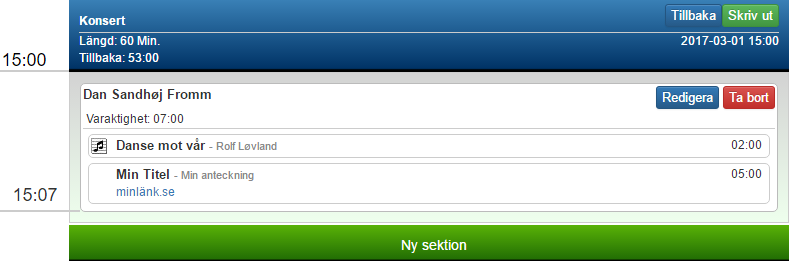 Konsert
Tillbaka Skriv ut
Längd: 60 Min.
2017-03-01 15:00
Tillbaka: 53:00
15:00
Dan Sandhøj Fromm
Redigera Ta bort
Varaktighet: 07:00
Danse mot vår - Rolf Løvland
02:00
Min Titel - Min anteckning
05:00
minlänk.se
15:07
Ny sektion